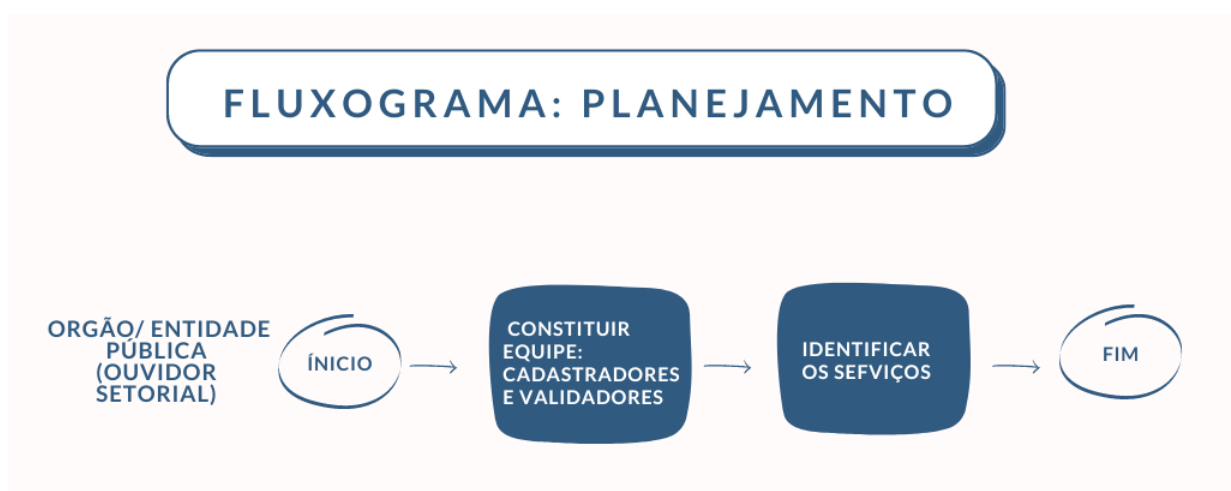 FLUXOGRAMA: PLANEJAMENTO
ORGÃO/ ENTIDADE
PÚBLICA
(OUVIDOR
SETORIAL)
ÍNICIO
CONSTITUIR
EQUIPE:
CADASTRADORES
E VALIDADORES
IDENTIFICAR
OS SEFVIÇOS
FIM